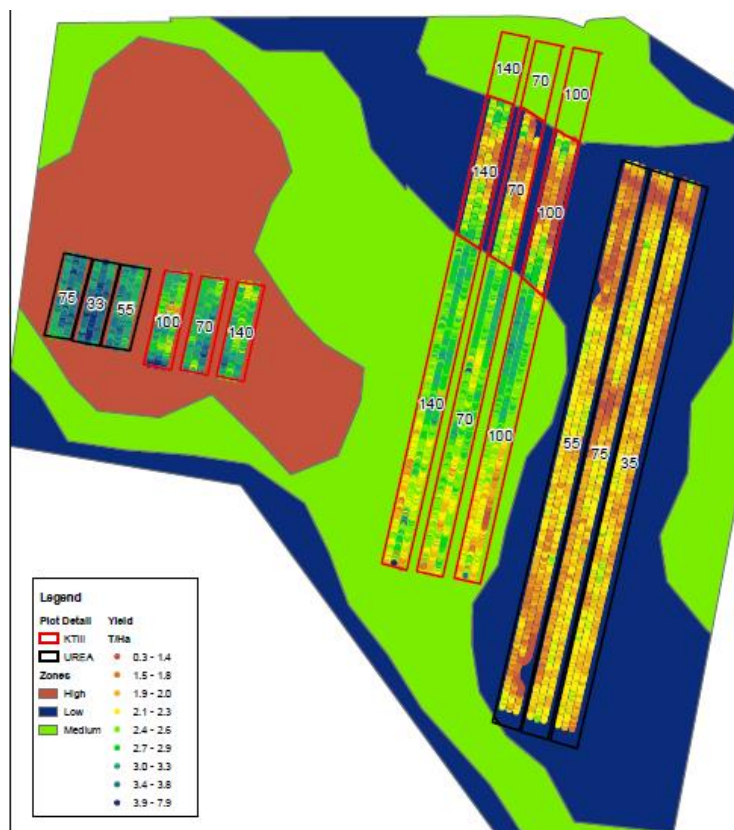 140
70
100
140
70
100
75
33
55
100
70
140
140
70
100
55
75
35
Legend
Plot Detail Yield
KTIII T/Ha
UREA 0.3 - 1.4
Zones 1.5 - 1.8
High 1.9 - 2.0
Low 2.1 - 2.3
Medium 2.4 - 2.6
2.7 - 2.9
3.0 - 3.3
3.4 - 3.8
3.9 - 7.9